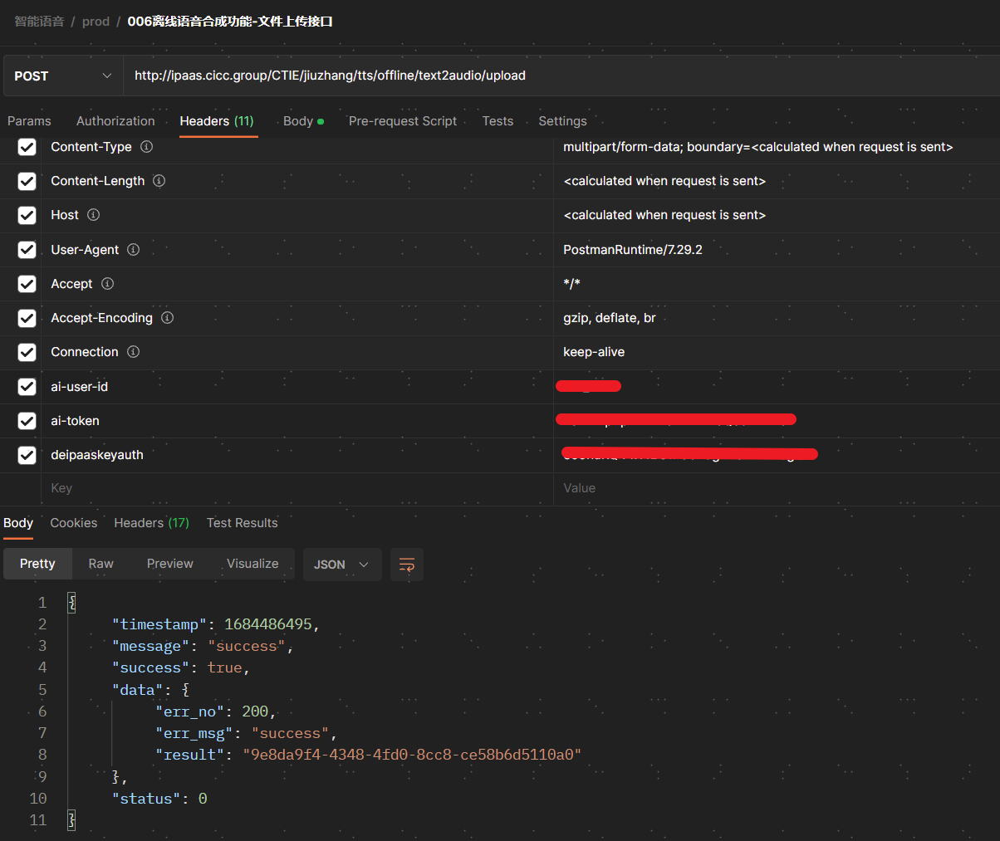 智能语音 / prod / 006离线语音合成功能-文件上传接口
POST http://ipaas.cicc.group/CTIE/jiuzhang/tts/offline/text2audio/upload
Params Authorization Headers (11) Body Pre-request Script Tests Settings
Content-Type multipart/form-data; boundary=<calculated when request is sent>
Content-Length <calculated when request is sent>
Host <calculated when request is sent>
User-Agent PostmanRuntime/7.29.2
Accept */*
Accept-Encoding gzip, deflate, br
Connection keep-alive
ai-user-id
ai-token
deipaaskeyauth
Key Value
Body Cookies Headers (17) Test Results
Pretty Raw Preview Visualize JSON
1 {
2 "timestamp": 1684486495,
3 "message": "success",
4 "success": true,
5 "data": {
6 "err_no": 200,
7 "err_msg": "success",
8 "result": "9e8da9f4-4348-4fd0-8cc8-ce58b6d5110a0"
9 },
10 "status": 0
11 }